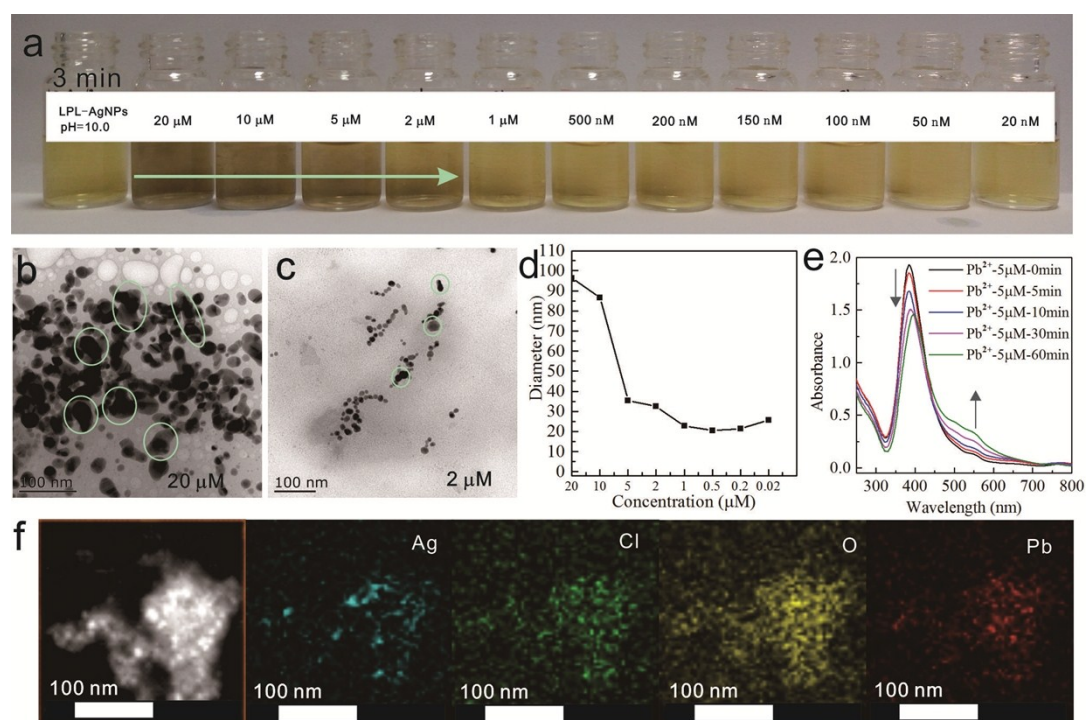 a
3 min
LPL-AgNPs
pH=10.0
20 μM
10 μM
5 μM
2 μM
1 μM
500 nM
200 nM
150 nM
100 nM
50 nM
20 nM
b
100 nm
20 μM
c
100 nm
2 μM
d
Diameter (nm)
110
100
90
80
70
60
50
40
30
20
10
0
20 10 5 2 1 0.5 0.2 0.02
Concentration (μM)
e
Absorbance
2.0
1.5
1.0
0.5
0.0
Pb²⁺-5μM-0min
Pb²⁺-5μM-5min
Pb²⁺-5μM-10min
Pb²⁺-5μM-30min
Pb²⁺-5μM-60min
300 400 500 600 700 800
Wavelength (nm)
f
100 nm
Ag
100 nm
Cl
100 nm
O
100 nm
Pb
100 nm